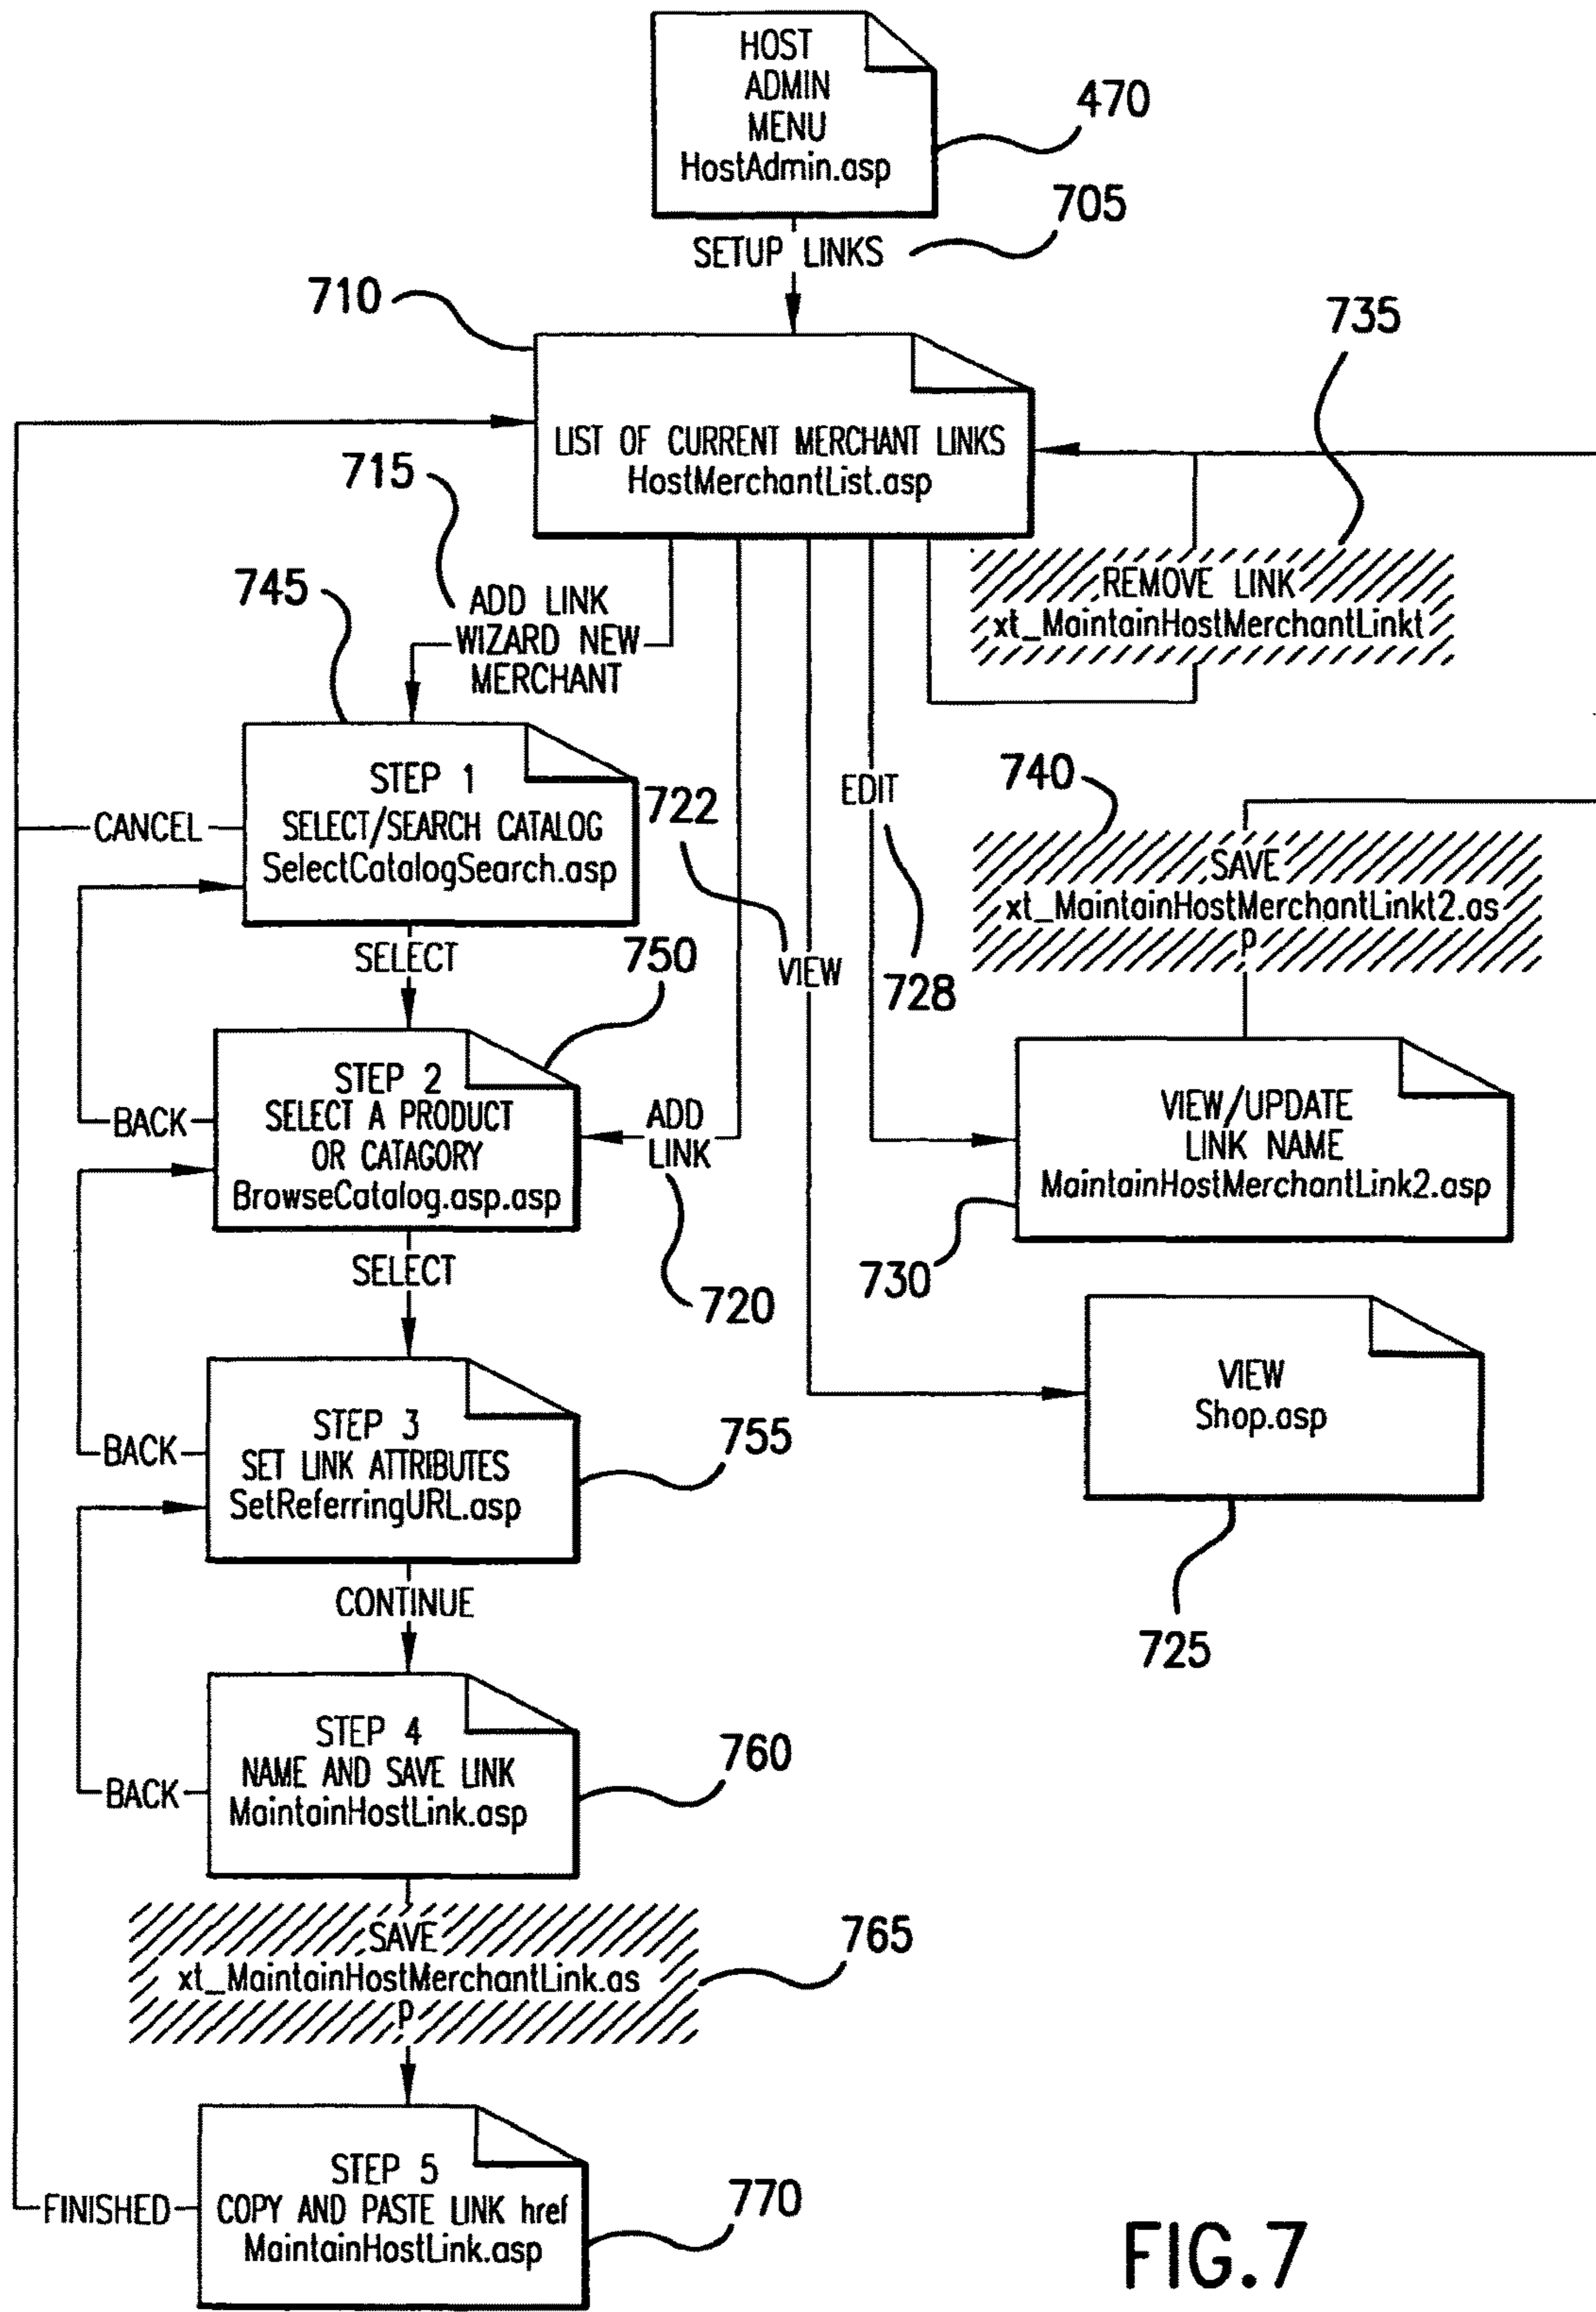 HOST
ADMIN
MENU
HostAdmin.asp
470
SETUP LINKS
705
710
735
LIST OF CURRENT MERCHANT LINKS
HostMerchantList.asp
715
745
ADD LINK
WIZARD NEW
MERCHANT
REMOVE LINK
xt_MaintainHostMerchantLinkt
STEP 1
SELECT/SEARCH CATALOG
SelectCatalogSearch.asp
CANCEL
722
EDIT
740
SAVE
xt_MaintainHostMerchantLinkt2.as
p
SELECT
750
VIEW
728
STEP 2
SELECT A PRODUCT
OR CATAGORY
BrowseCatalog.asp.asp
BACK
ADD
LINK
VIEW/UPDATE
LINK NAME
MaintainHostMerchantLink2.asp
730
SELECT
720
VIEW
Shop.asp
725
STEP 3
SET LINK ATTRIBUTES
SetReferringURL.asp
BACK
755
CONTINUE
STEP 4
NAME AND SAVE LINK
MaintainHostLink.asp
BACK
760
SAVE
xt_MaintainHostMerchantLink.as
p
765
STEP 5
COPY AND PASTE LINK href
MaintainHostLink.asp
FINISHED
770
FIG.7